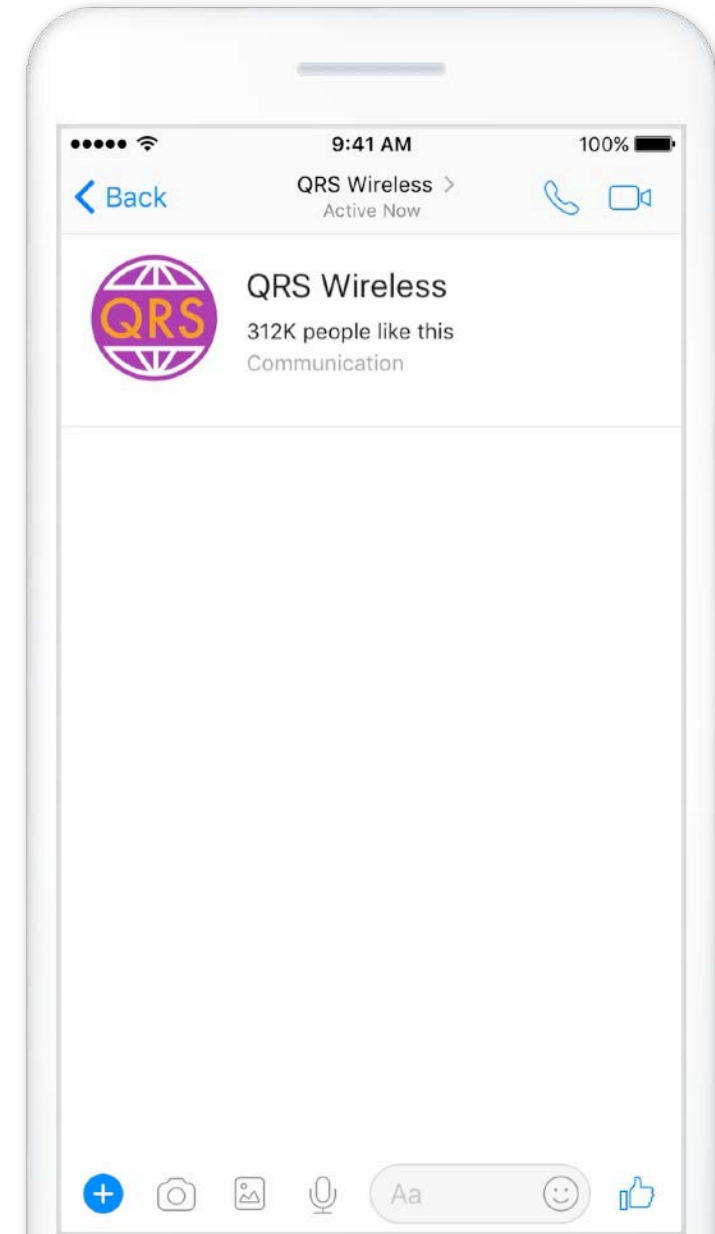 9:41 AM
100%
Back
QRS Wireless
Active Now
QRS
QRS Wireless
312K people like this
Communication
Aa